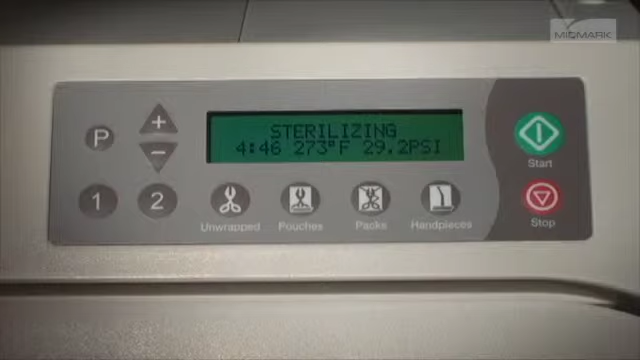 MIDMARK
STERILIZING
4:46 273°F 29.2PSI
P
+
−
1
2
Unwrapped
Pouches
Packs
Handpieces
Start
Stop